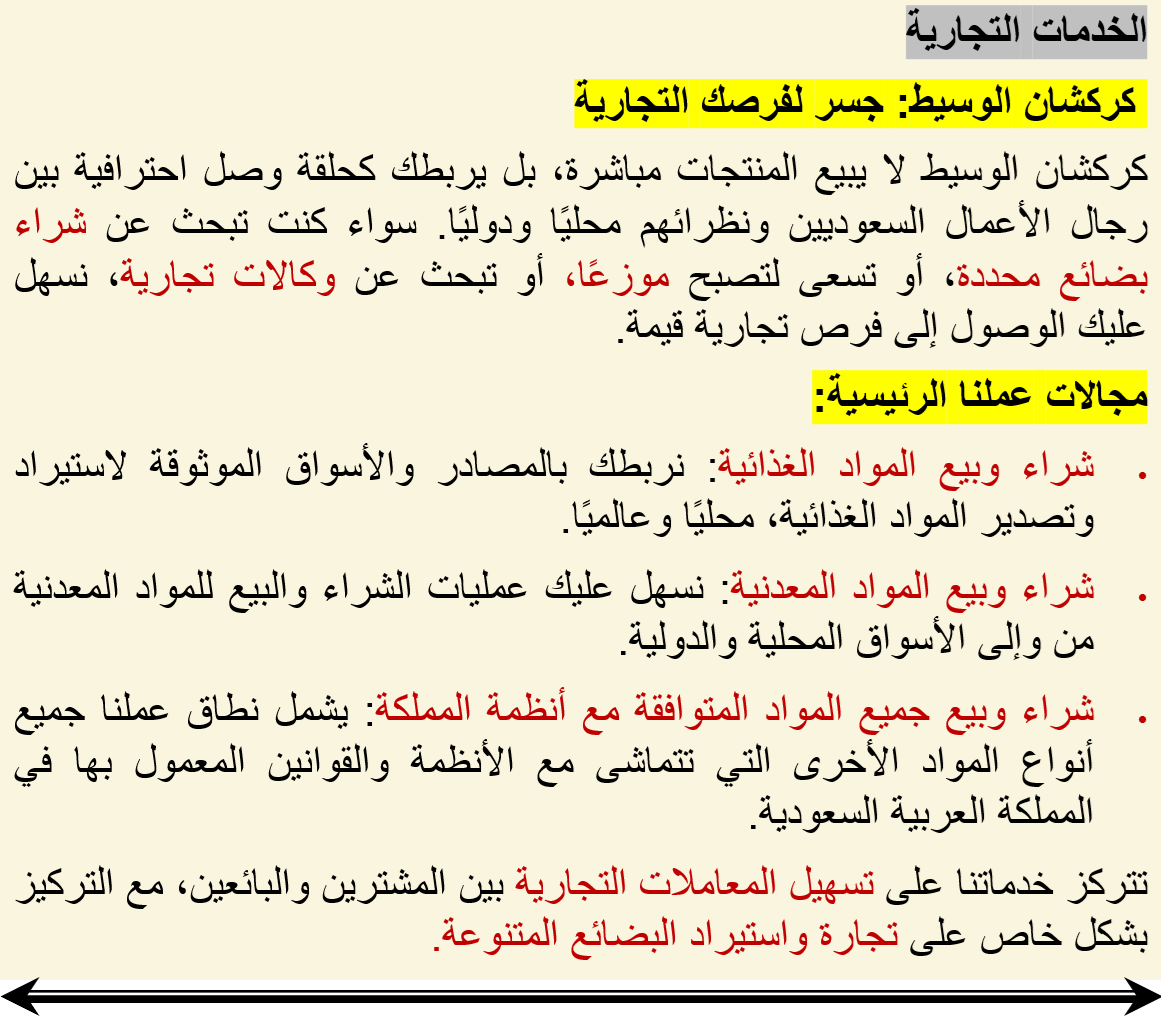 الخدمات التجارية
كركشان الوسيط: جسر لفرصك التجارية
كركشان الوسيط لا يبيع المنتجات مباشرة، بل يربطك كحلقة وصل احترافية بين
رجال الأعمال السعوديين ونظرائهم محليًا ودوليًا. سواء كنت تبحث عن شراء
بضائع محددة، أو تسعى لتصبح موزعًا، أو تبحث عن وكالات تجارية، نسهل
عليك الوصول إلى فرص تجارية قيمة.
مجالات عملنا الرئيسية:
• شراء وبيع المواد الغذائية: نربطك بالمصادر والأسواق الموثوقة لاستيراد
وتصدير المواد الغذائية، محليًا وعالميًا.
• شراء وبيع المواد المعدنية: نسهل عليك عمليات الشراء والبيع للمواد المعدنية
من وإلى الأسواق المحلية والدولية.
• شراء وبيع جميع المواد المتوافقة مع أنظمة المملكة: يشمل نطاق عملنا جميع
أنواع المواد الأخرى التي تتماشى مع الأنظمة والقوانين المعمول بها في
المملكة العربية السعودية.
تتركز خدماتنا على تسهيل المعاملات التجارية بين المشترين والبائعين، مع التركيز
بشكل خاص على تجارة واستيراد البضائع المتنوعة.